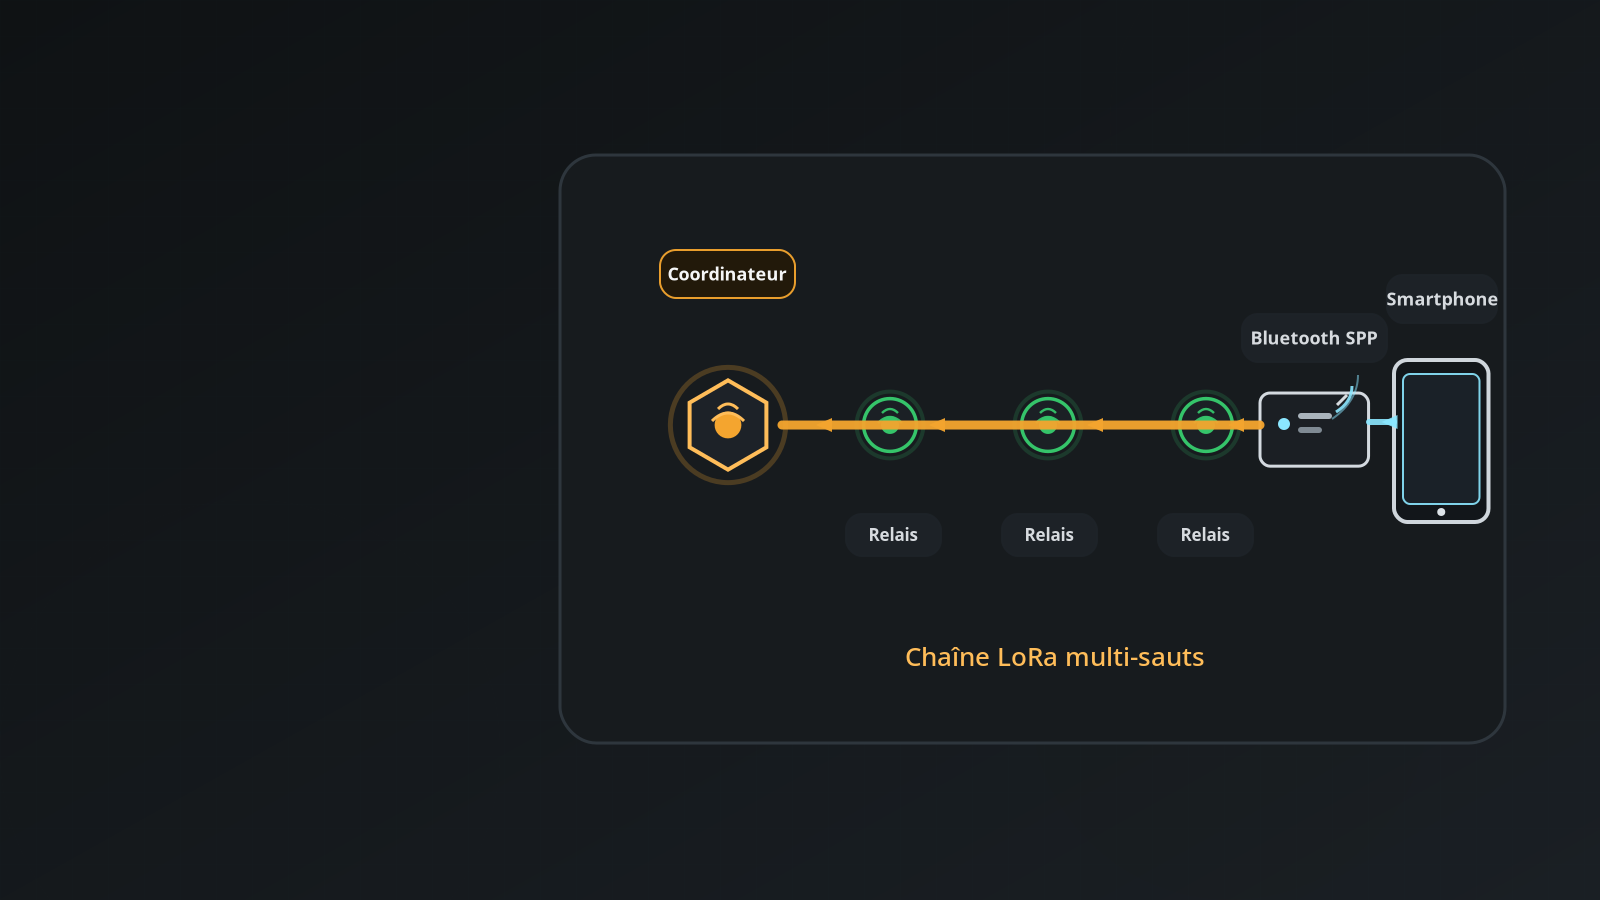 Coordinateur
Smartphone
Bluetooth SPP
Relais
Relais
Relais
Chaîne LoRa multi-sauts